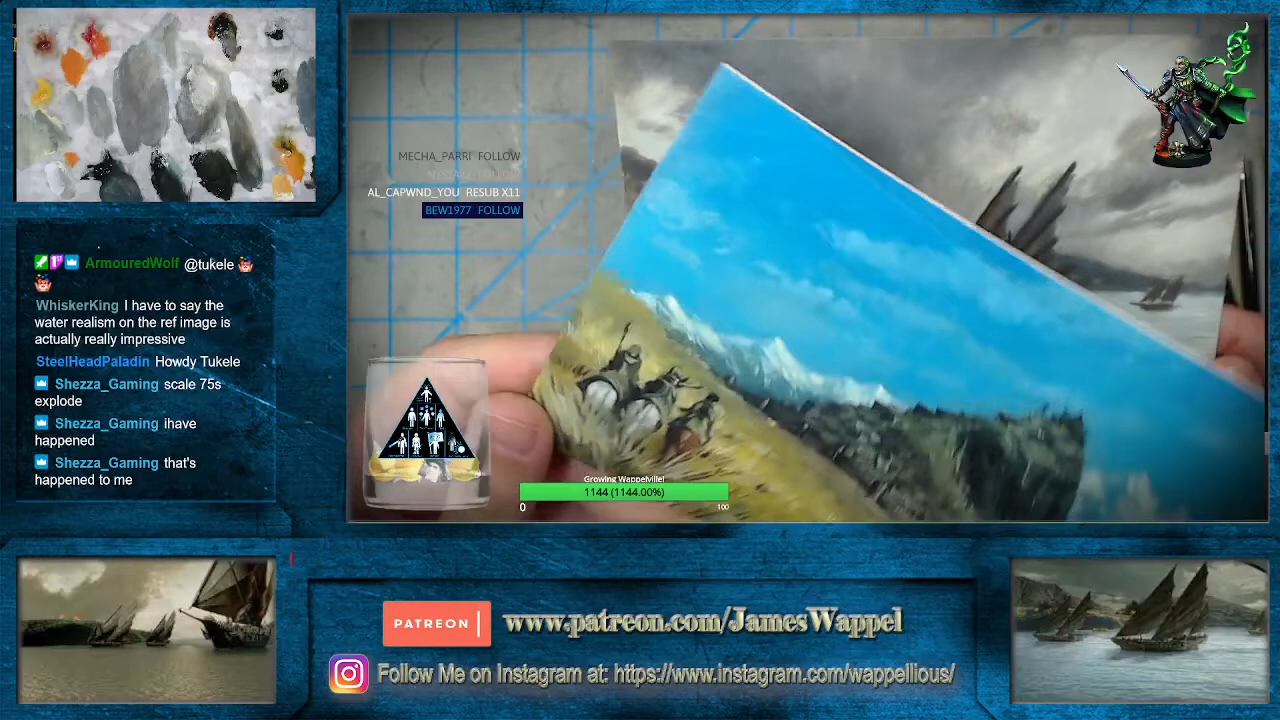 MECHA_PARRI FOLLOW
AL_CAPWND_YOU RESUB X11
BEW1977 FOLLOW
ArmouredWolf @tukele
WhiskerKing I have to say the
water realism on the ref image is
actually really impressive
SteelHeadPaladin Howdy Tukele
Shezza_Gaming scale 75s
explode
Shezza_Gaming ihave
happened
Shezza_Gaming that's
happened to me
Growing Wappelville!
1144 (1144.00%)
0
100
PATREON
www.patreon.com/JamesWappel
Follow Me on Instagram at: https://www.instagram.com/wappellious/